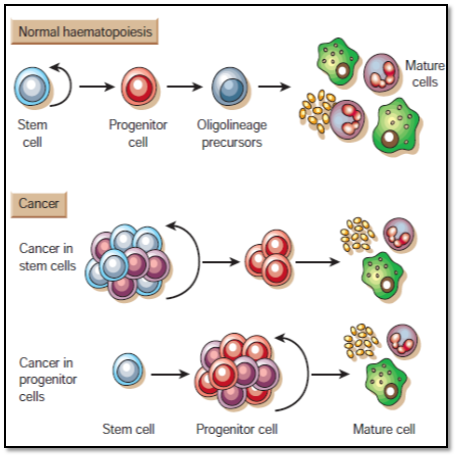 Normal haematopoiesis
Mature
cells
Stem
cell
Progenitor
cell
Oligolineage
precursors
Cancer
Cancer in
stem cells
Cancer in
progenitor
cells
Stem cell
Progenitor cell
Mature cell